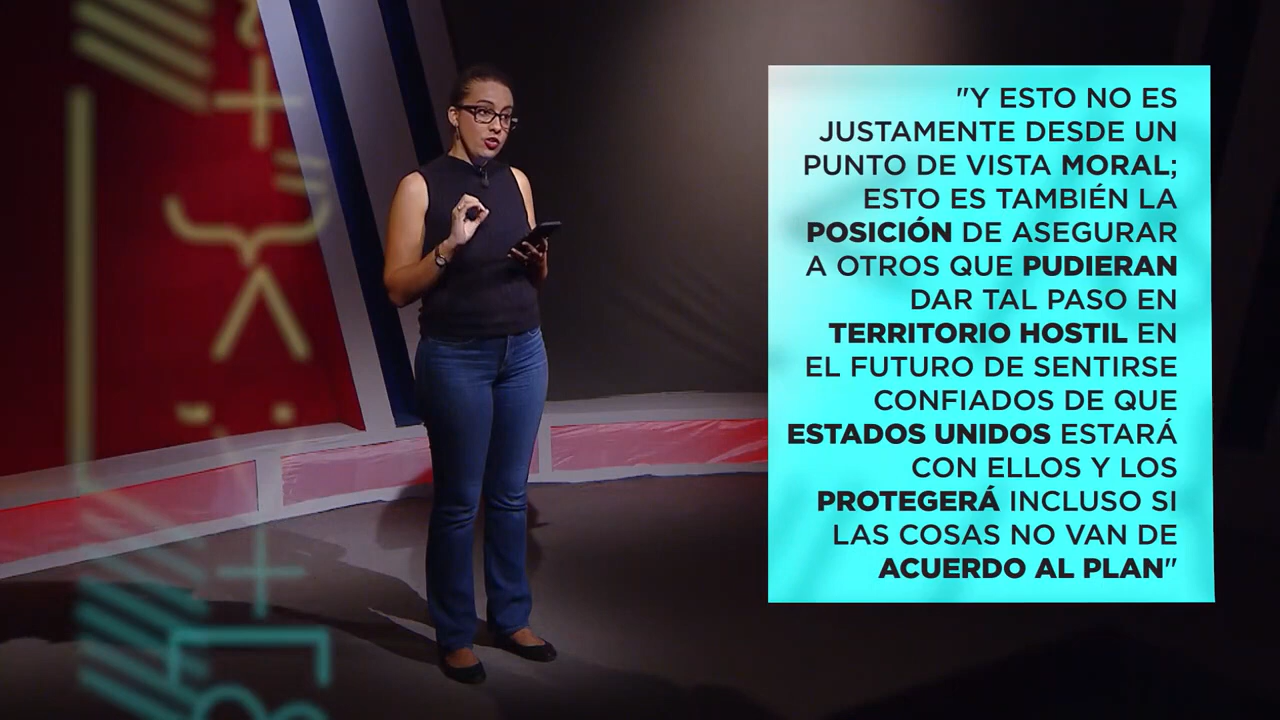 "Y ESTO NO ES
JUSTAMENTE DESDE UN
PUNTO DE VISTA MORAL;
ESTO ES TAMBIÉN LA
POSICIÓN DE ASEGURAR
A OTROS QUE PUDIERAN
DAR TAL PASO EN
TERRITORIO HOSTIL EN
EL FUTURO DE SENTIRSE
CONFIADOS DE QUE
ESTADOS UNIDOS ESTARÁ
CON ELLOS Y LOS
PROTEGERÁ INCLUSO SI
LAS COSAS NO VAN DE
ACUERDO AL PLAN"